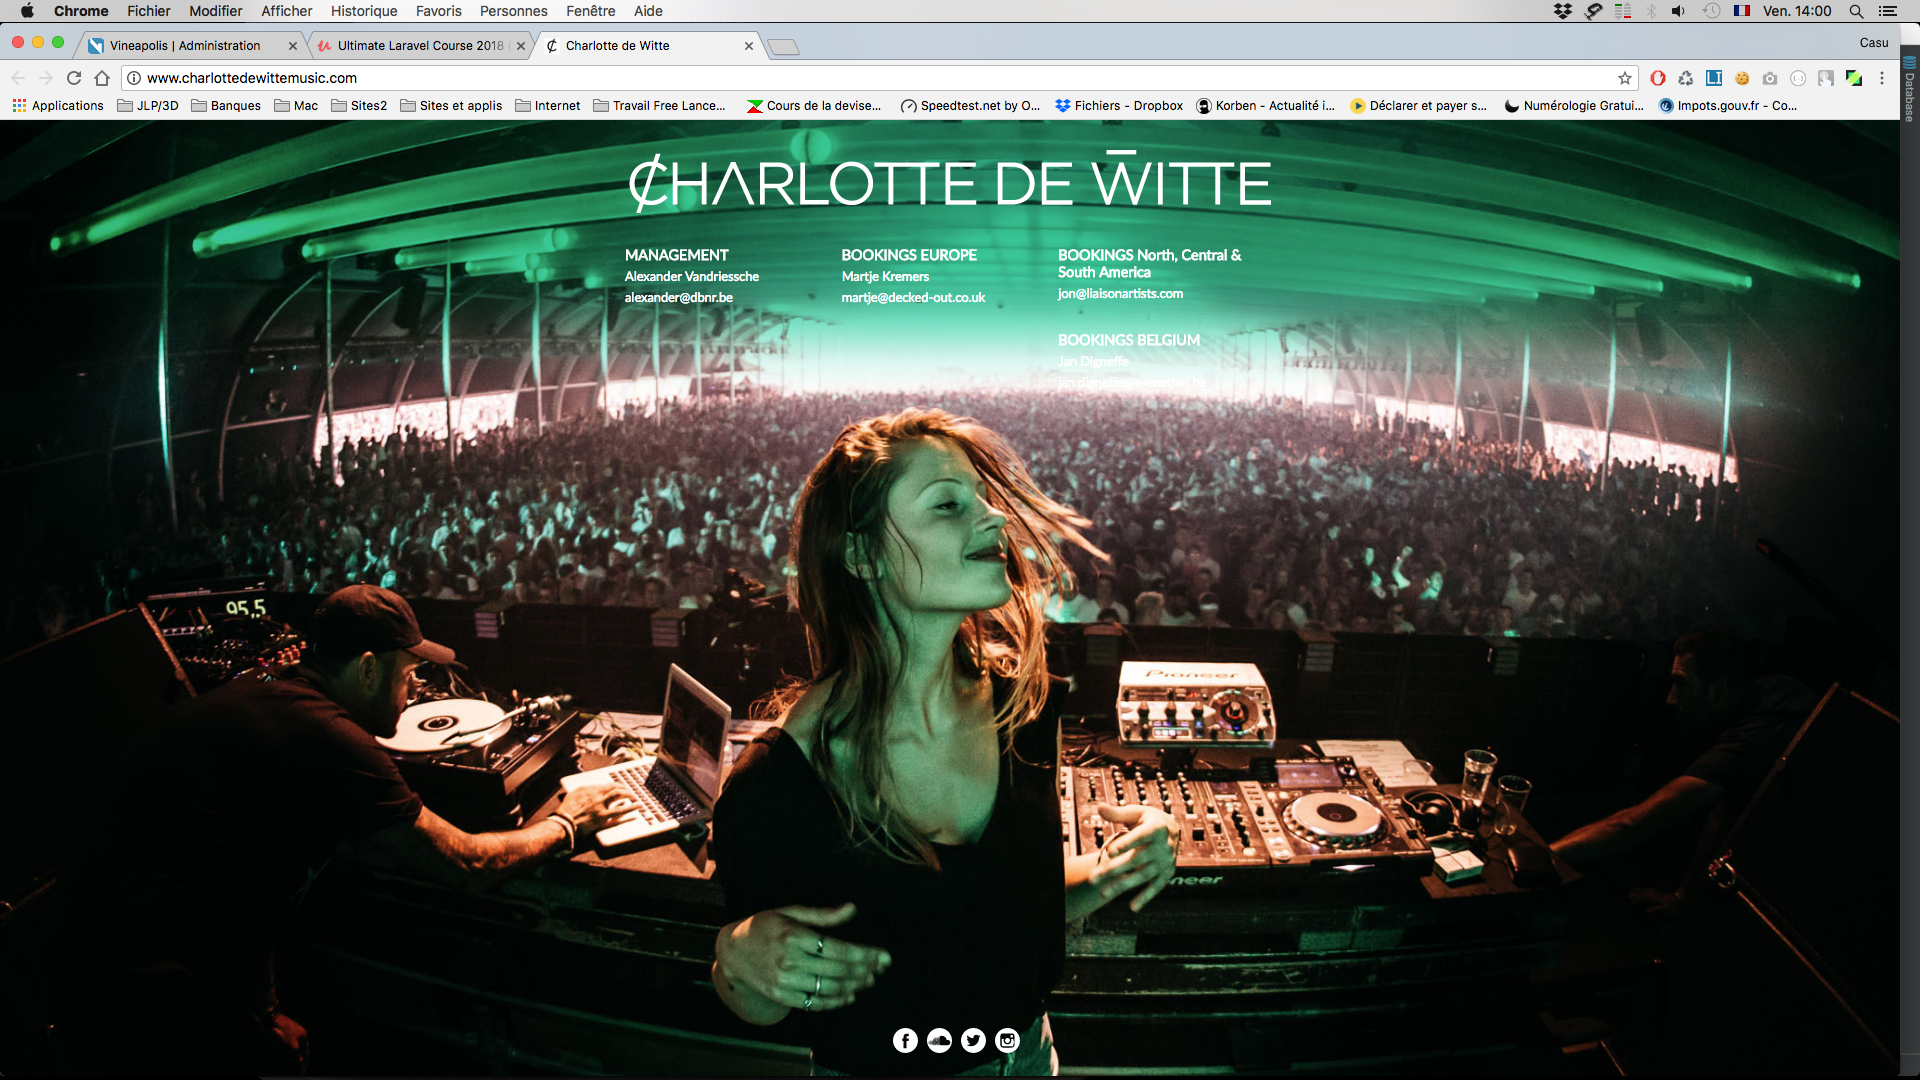 Chrome Fichier Modifier Afficher Historique Favoris Personnes Fenêtre Aide Ven. 14:00
Vineapolis | Administration Ultimate Laravel Course 2018 Charlotte de Witte Casu
www.charlottedewittemusic.com LI
Applications JLP/3D Banques Mac Sites2 Sites et applis Internet Travail Free Lance... Cours de la devise... Speedtest.net by O... Fichiers - Dropbox Korben - Actualité i... Déclarer et payer s... Numérologie Gratui... Impots.gouv.fr - Co...
Database
₵HΛRLOTTE DE W̅ITTE
MANAGEMENT
Alexander Vandriessche
alexander@dbnr.be
BOOKINGS EUROPE
Martje Kremers
martje@decked-out.co.uk
BOOKINGS North, Central &
South America
jon@liaisonartists.com
BOOKINGS BELGIUM
Jan Digneffe
95.5
Pioneer